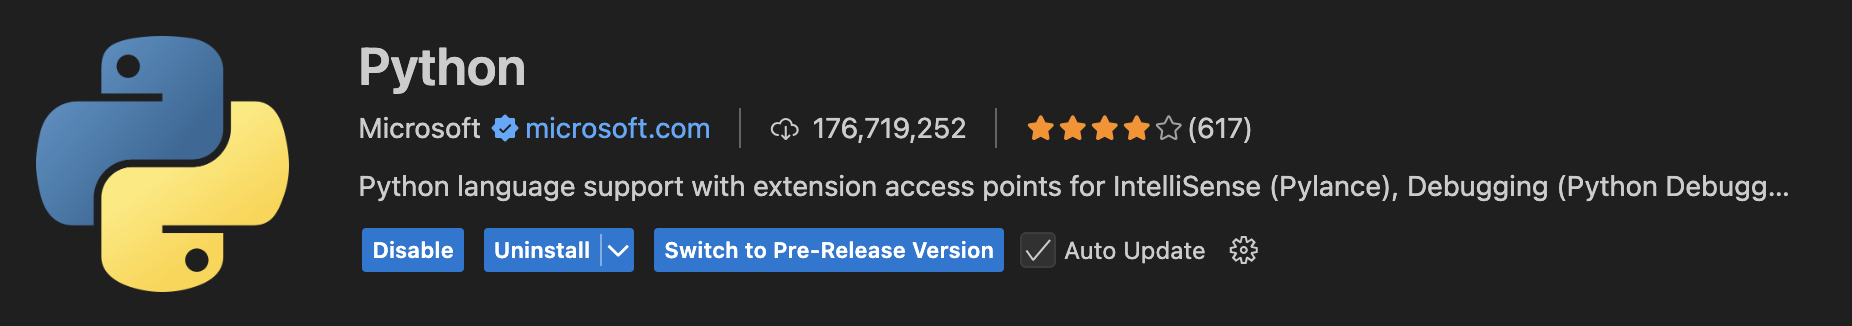 Python
Microsoft microsoft.com 176,719,252 (617)
Python language support with extension access points for IntelliSense (Pylance), Debugging (Python Debugg...
Disable Uninstall Switch to Pre-Release Version Auto Update